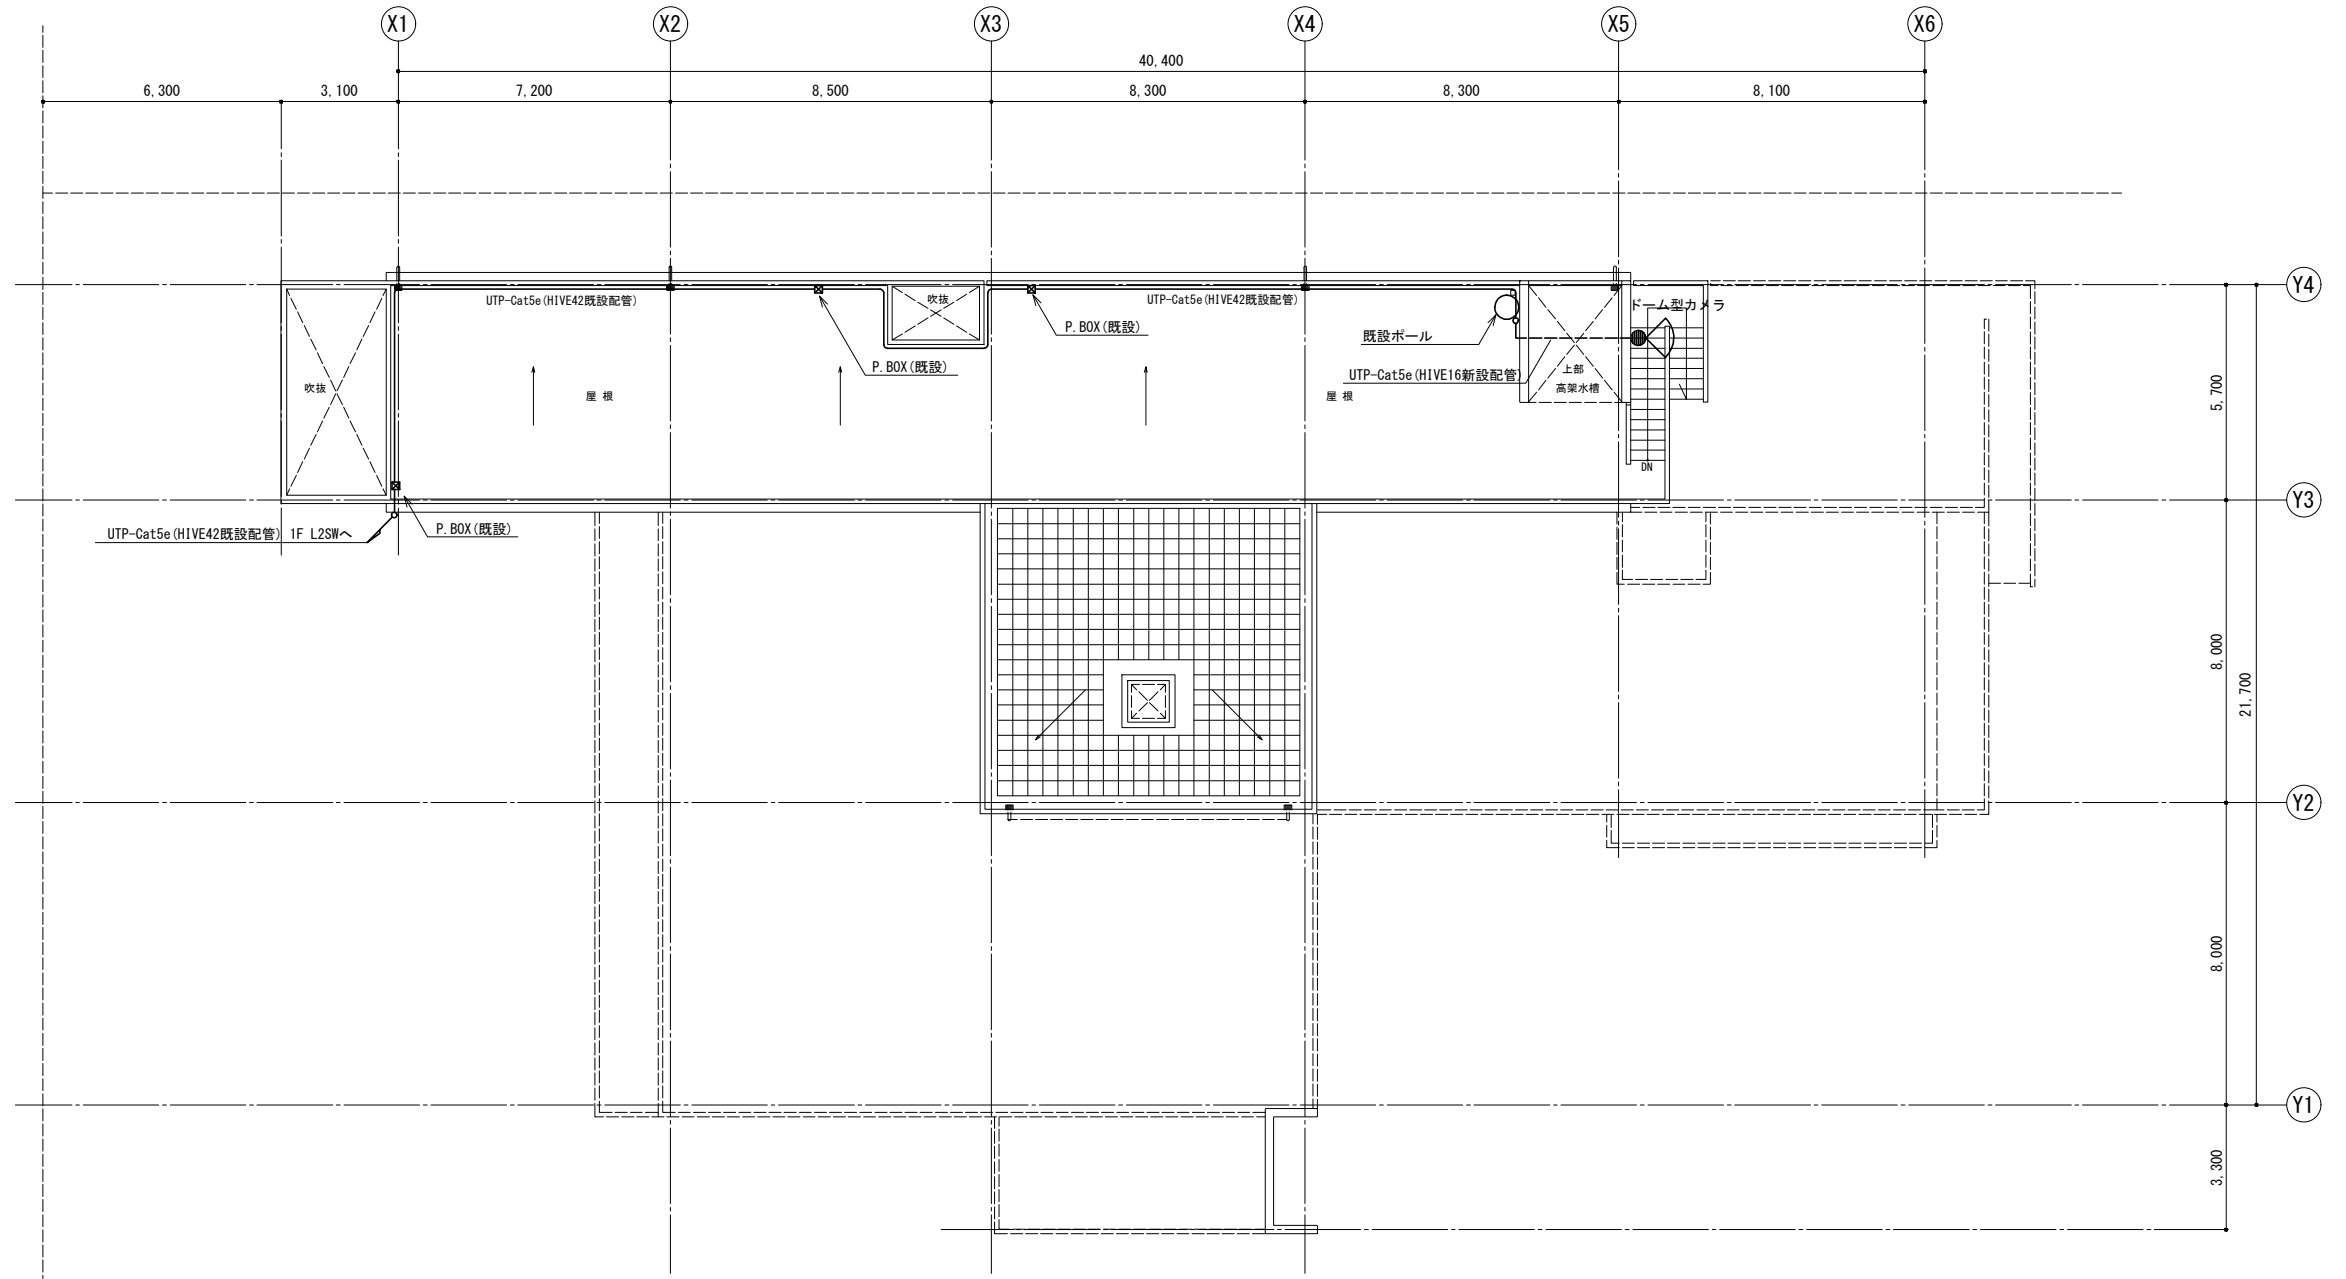 X1 X2 X3 X4 X5 X6
40,400
6,300 3,100 7,200 8,500 8,300 8,300 8,100
Y4
UTP-Cat5e(HIVE42既設配管)
吹抜
UTP-Cat5e(HIVE42既設配管)
ドーム型カメラ
P.BOX(既設)
既設ポール
P.BOX(既設)
UTP-Cat5e(HIVE16新設配管)
上部
高架水槽
吹抜
屋 根
屋 根
5,700
DN
Y3
P.BOX(既設)
UTP-Cat5e(HIVE42既設配管) 1F L2SWへ
8,000
21,700
Y2
8,000
Y1
3,300